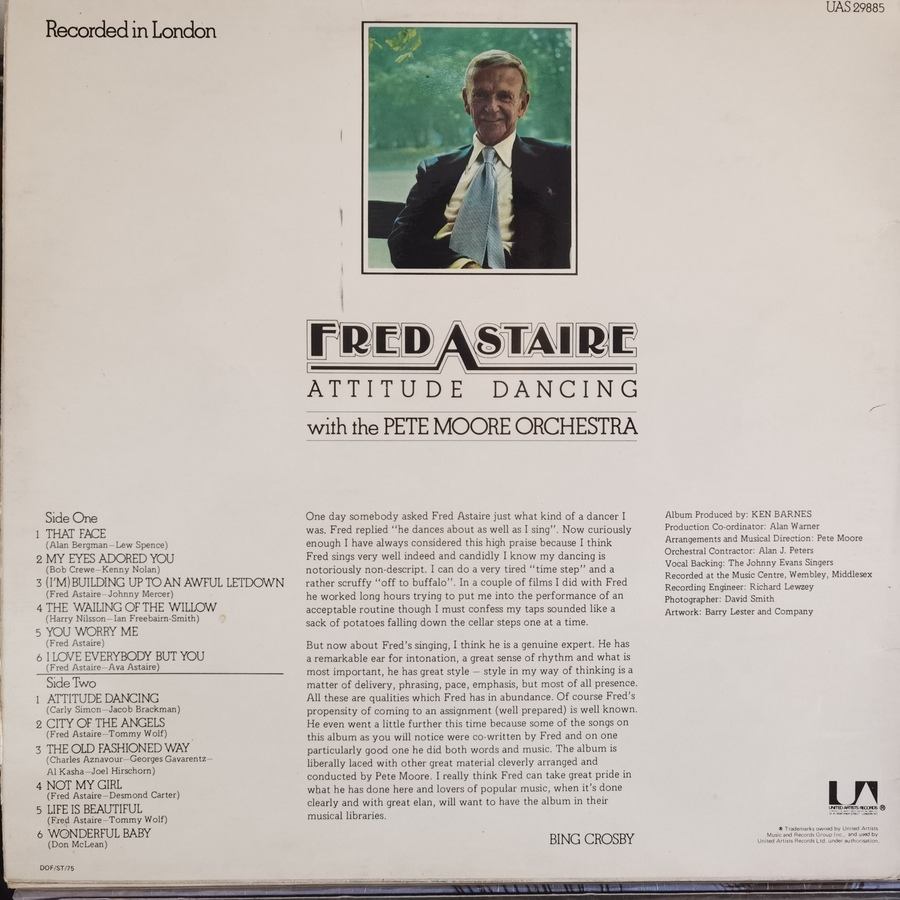 UAS 29885
Recorded in London
FRED ASTAIRE
ATTITUDE DANCING
with the PETE MOORE ORCHESTRA
Side One
1 THAT FACE
(Alan Bergman–Lew Spence)
2 MY EYES ADORED YOU
(Bob Crewe–Kenny Nolan)
3 (I'M) BUILDING UP TO AN AWFUL LETDOWN
(Fred Astaire–Johnny Mercer)
4 THE WAILING OF THE WILLOW
(Harry Nilsson–Ian Freebairn-Smith)
5 YOU WORRY ME
(Fred Astaire)
6 I LOVE EVERYBODY BUT YOU
(Fred Astaire–Ava Astaire)
Side Two
1 ATTITUDE DANCING
(Carly Simon–Jacob Brackman)
2 CITY OF THE ANGELS
(Fred Astaire–Tommy Wolf)
3 THE OLD FASHIONED WAY
(Charles Aznavour–Georges Gavarentz–
Al Kasha–Joel Hirschorn)
4 NOT MY GIRL
(Fred Astaire–Desmond Carter)
5 LIFE IS BEAUTIFUL
(Fred Astaire–Tommy Wolf)
6 WONDERFUL BABY
(Don McLean)
DOF/ST/75
One day somebody asked Fred Astaire just what kind of a dancer I
was. Fred replied "he dances about as well as I sing". Now curiously
enough I have always considered this high praise because I think
Fred sings very well indeed and candidly I know my dancing is
notoriously non-descript. I can do a very tired "time step" and a
rather scruffy "off to buffalo". In a couple of films I did with Fred
he worked long hours trying to put me into the performance of an
acceptable routine though I must confess my taps sounded like a
sack of potatoes falling down the cellar steps one at a time.
But now about Fred's singing, I think he is a genuine expert. He has
a remarkable ear for intonation, a great sense of rhythm and what is
most important, he has great style – style in my way of thinking is a
matter of delivery, phrasing, pace, emphasis, but most of all presence.
All these are qualities which Fred has in abundance. Of course Fred's
propensity of coming to an assignment (well prepared) is well known.
He even went a little further this time because some of the songs on
this album as you will notice were co-written by Fred and on one
particularly good one he did both words and music. The album is
liberally laced with other great material cleverly arranged and
conducted by Pete Moore. I really think Fred can take great pride in
what he has done here and lovers of popular music, when it's done
clearly and with great elan, will want to have the album in their
musical libraries.
BING CROSBY
Album Produced by: KEN BARNES
Production Co-ordinator: Alan Warner
Arrangements and Musical Direction: Pete Moore
Orchestral Contractor: Alan J. Peters
Vocal Backing: The Johnny Evans Singers
Recorded at the Music Centre, Wembley, Middlesex
Recording Engineer: Richard Lewzey
Photographer: David Smith
Artwork: Barry Lester and Company
UA
UNITED ARTISTS RECORDS ®
® Trademarks owned by United Artists
Music and Records Group Inc., and used by
United Artists Records Ltd. under authorisation.